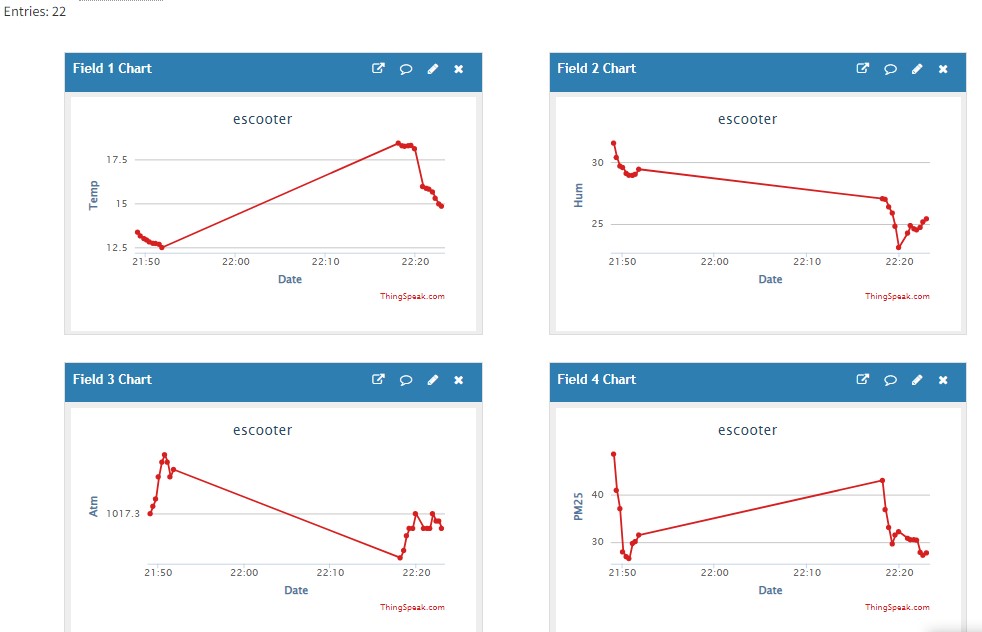 Entries: 22
Field 1 Chart
escooter
Temp
17.5
15
12.5
21:50 22:00 22:10 22:20
Date
ThingSpeak.com
Field 2 Chart
escooter
Hum
30
25
21:50 22:00 22:10 22:20
Date
ThingSpeak.com
Field 3 Chart
escooter
Atm
1017.3
21:50 22:00 22:10 22:20
Date
ThingSpeak.com
Field 4 Chart
escooter
PM25
40
30
21:50 22:00 22:10 22:20
Date
ThingSpeak.com